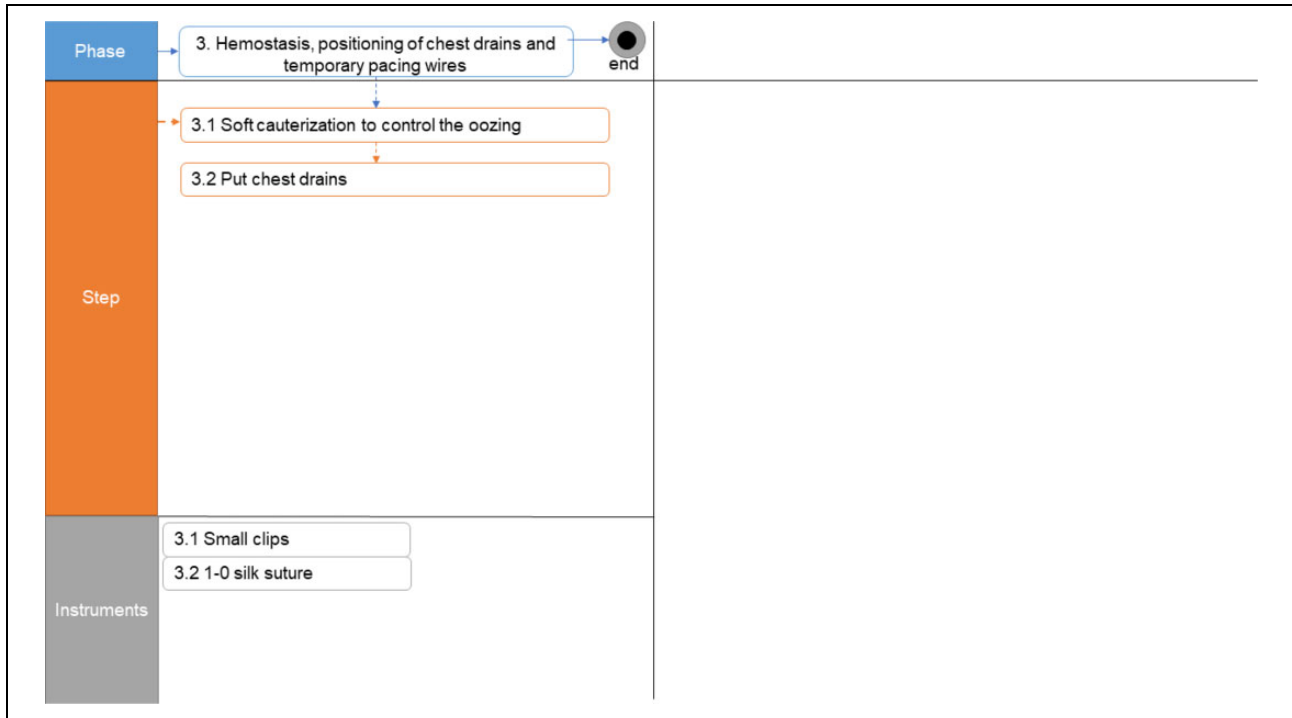 Phase
3. Hemostasis, positioning of chest drains and
temporary pacing wires
end
Step
3.1 Soft cauterization to control the oozing
3.2 Put chest drains
Instruments
3.1 Small clips
3.2 1-0 silk suture